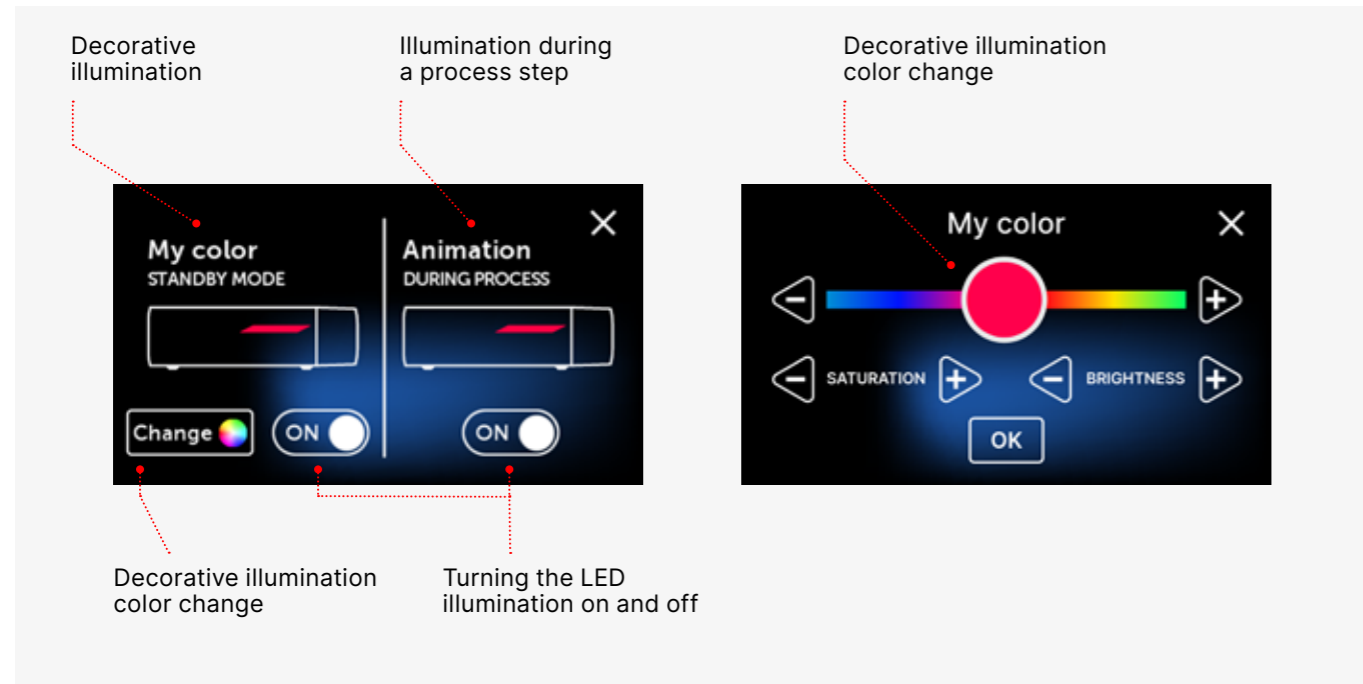 Decorative
illumination
Illumination during
a process step
Decorative illumination
color change
My color
STANDBY MODE
Animation
DURING PROCESS
Change
ON
ON
My color
SATURATION
BRIGHTNESS
OK
Decorative illumination
color change
Turning the LED
illumination on and off